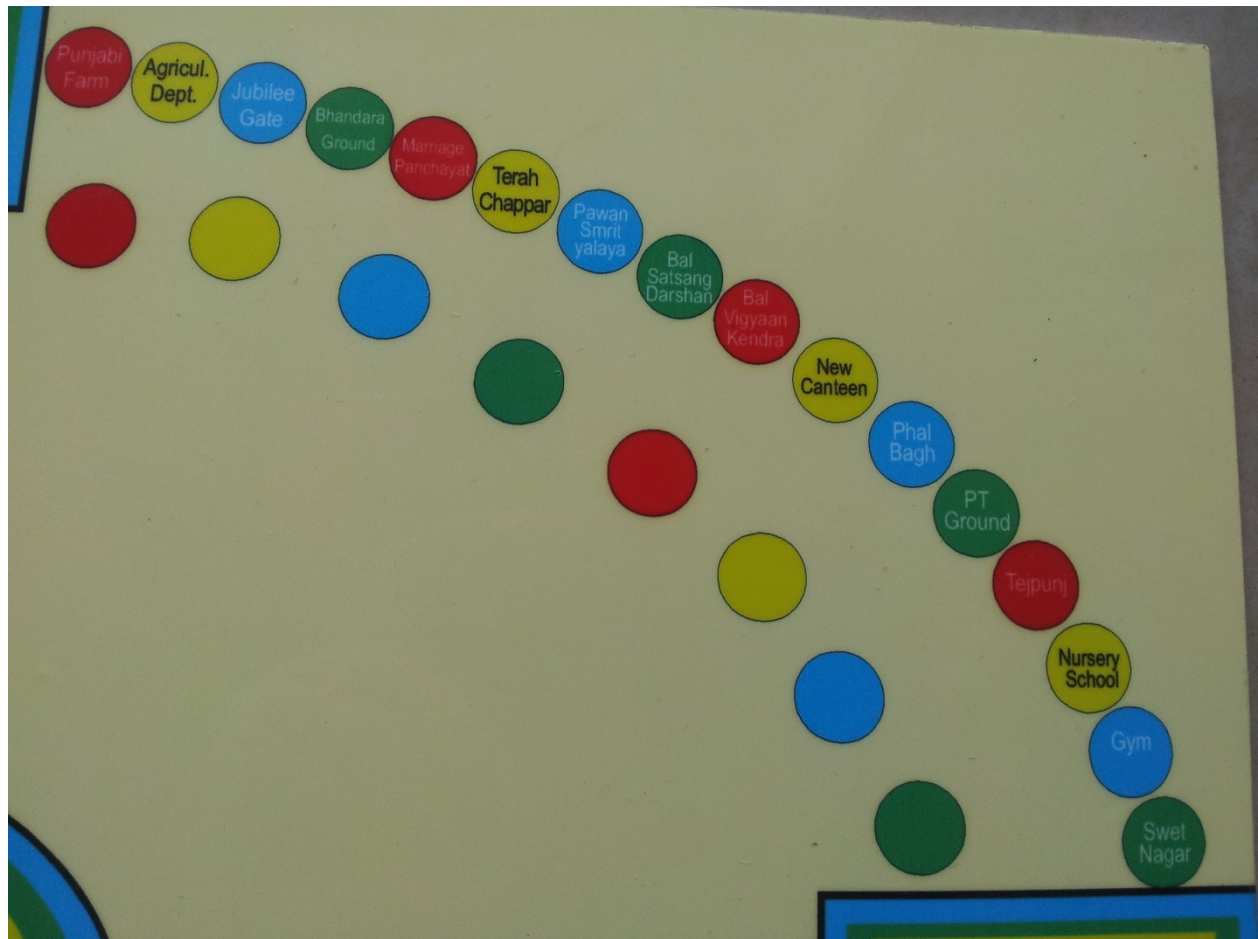 Punjabi
Farm
Agricul.
Dept.
Jubilee
Gate
Bhandara
Ground
Marriage
Panchayat
Terah
Chappar
Pawan
Smrit
yalaya
Bal
Satsang
Darshan
Bal
Vigyaan
Kendra
New
Canteen
Phal
Bagh
PT
Ground
Tejpunj
Nursery
School
Gym
Swet
Nagar